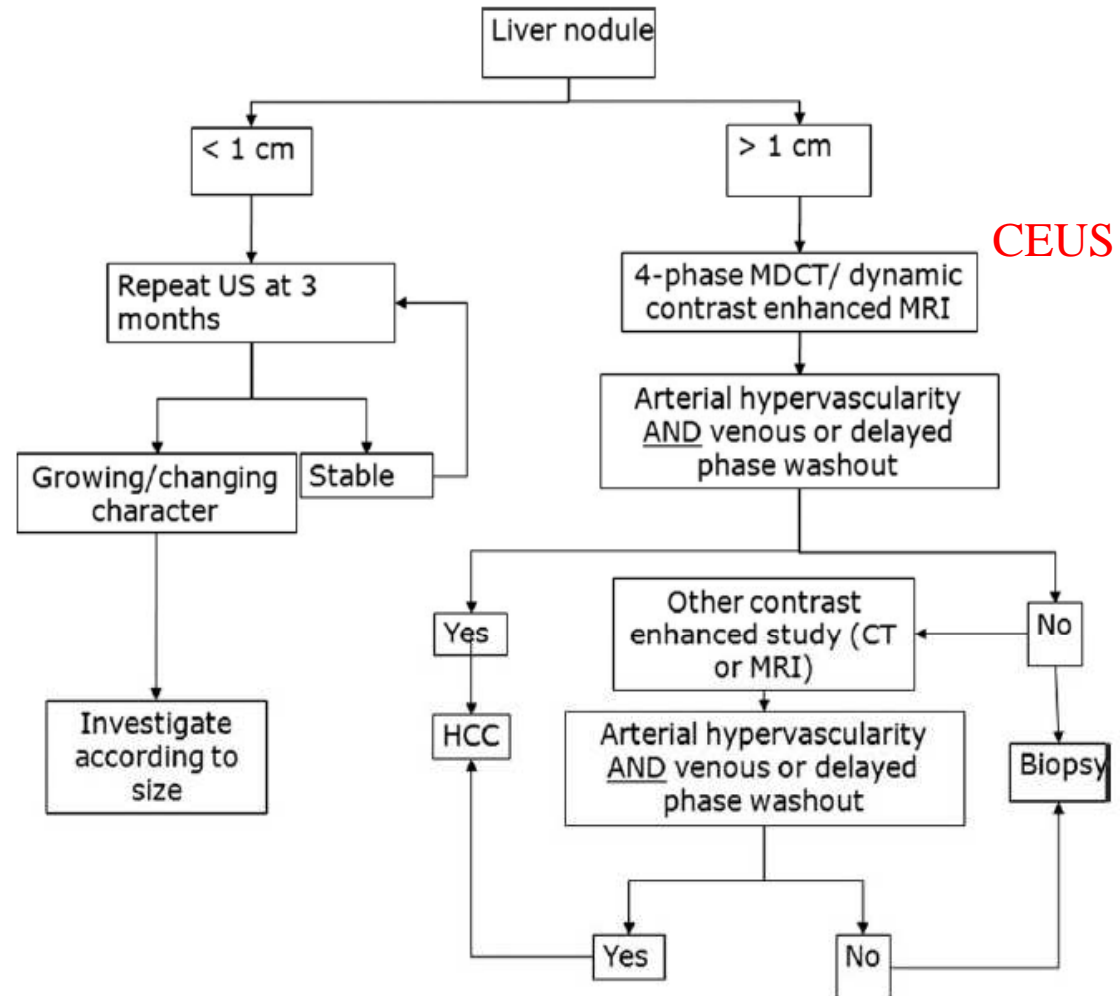 Liver nodule
< 1 cm
> 1 cm
CEUS
Repeat US at 3
months
4-phase MDCT/ dynamic
contrast enhanced MRI
Arterial hypervascularity
AND venous or delayed
phase washout
Growing/changing
character
Stable
Yes
Other contrast
enhanced study (CT
or MRI)
No
Investigate
according to
size
HCC
Arterial hypervascularity
AND venous or delayed
phase washout
Biopsy
Yes
No